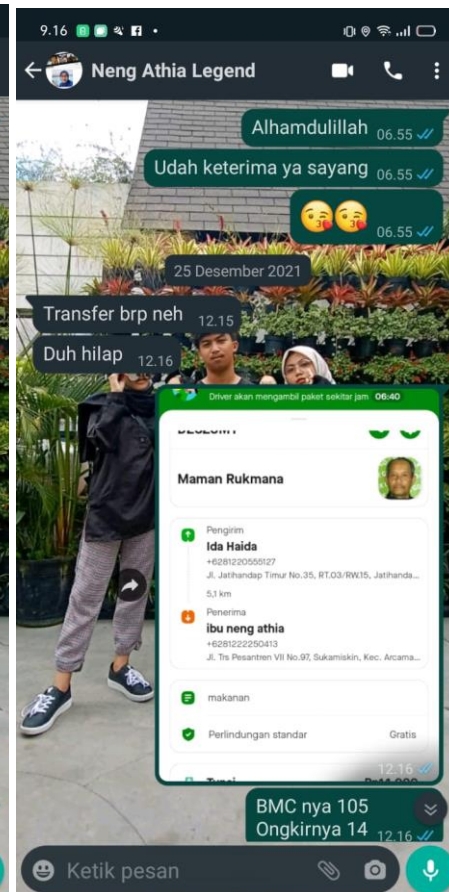 9.16
Neng Athia Legend
Alhamdulillah 06.55
Udah keterima ya sayang 06.55
06.55
25 Desember 2021
Transfer brp neh 12.15
Duh hilap 12.16
Driver akan mengambil paket sekitar jam 06:40
Maman Rukmana
Pengirim
Ida Haida
+6281220555127
Jl. Jatihandap Timur No.35, RT.03/RW.15, Jatihanda...
5,1 km
Penerima
ibu neng athia
+6281222250413
Jl. Trs Pesantren VII No.97, Sukamiskin, Kec. Arcama...
makanan
Perlindungan standar Gratis
12.16
BMC nya 105
Ongkirnya 14 12.16
Ketik pesan